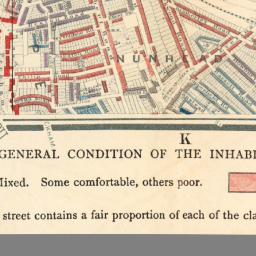 NUNHEAD
K
GENERAL CONDITION OF THE INHABI
Mixed. Some comfortable, others poor.
street contains a fair proportion of each of the cla